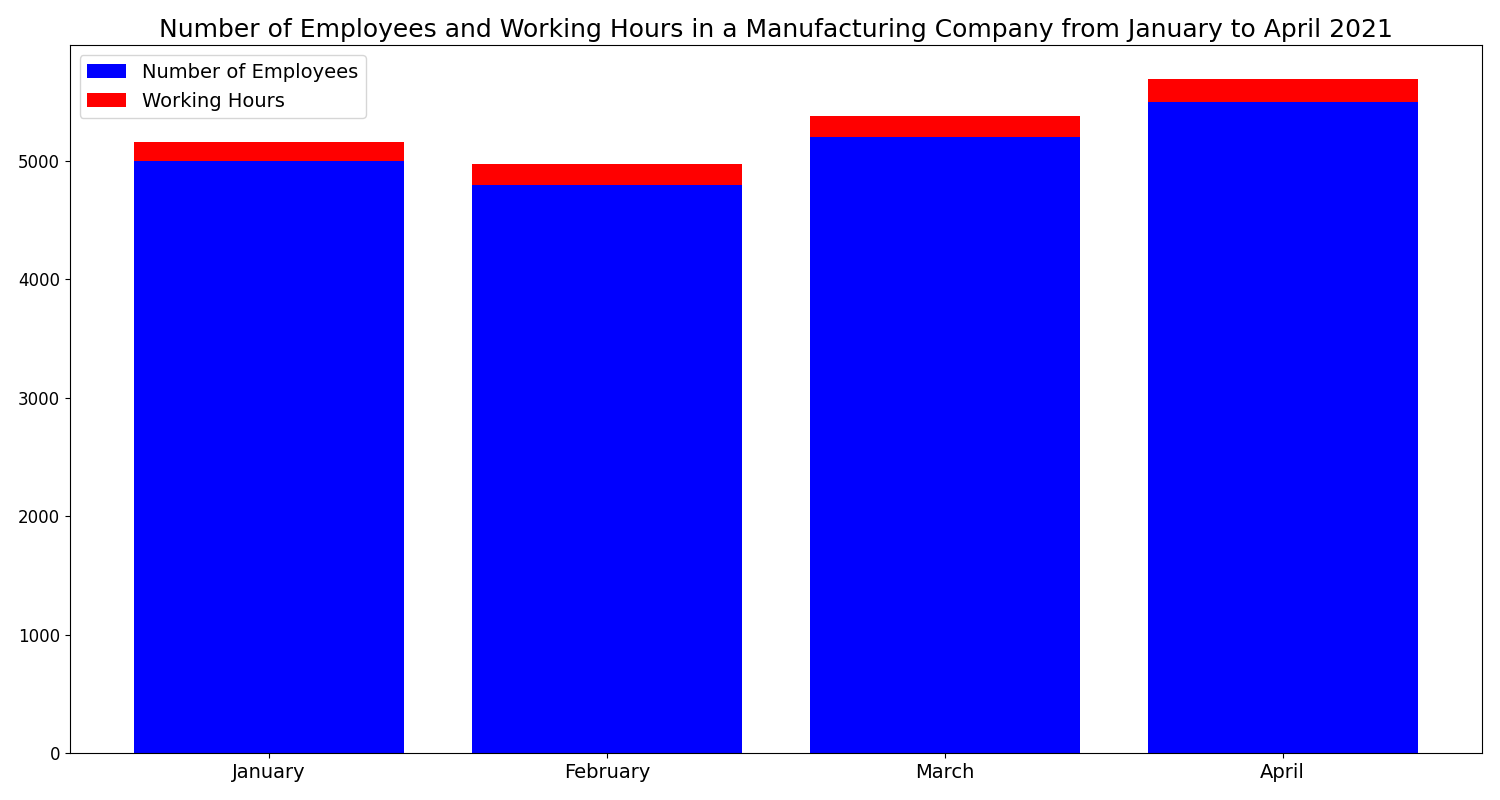 Number of Employees and Working Hours in a Manufacturing Company from January to April 2021
Number of Employees
Working Hours
5000
4000
3000
2000
1000
0
January
February
March
April